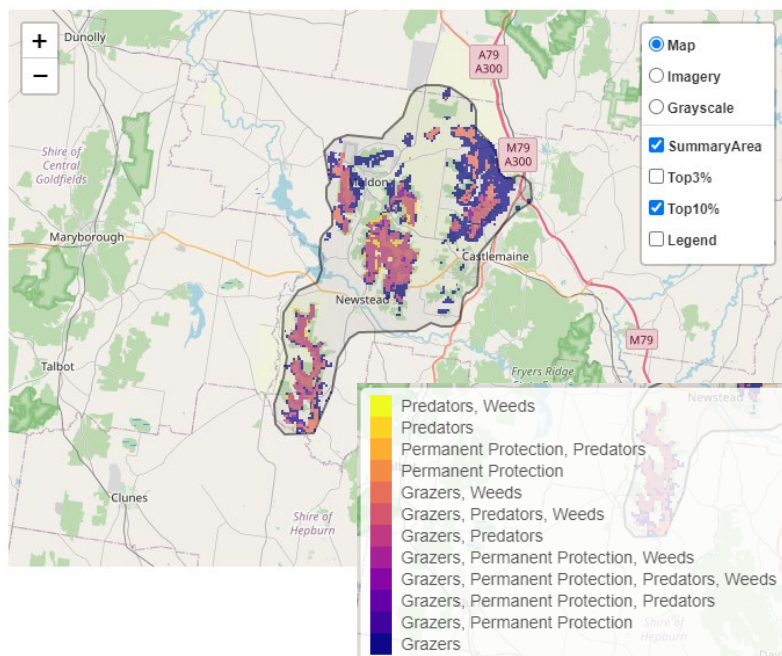 +
−
Dunolly
A79
A300
Map
Imagery
Grayscale
SummaryArea
Top3%
Top10%
Legend
Shire of
Central
Goldfields
M79
A300
Maryborough
Castlemaine
Newstead
Talbot
M79
Fryers Ridge
Clunes
Shire of
Hepburn
Newstead
Predators, Weeds
Predators
Permanent Protection, Predators
Permanent Protection
Grazers, Weeds
Grazers, Predators, Weeds
Grazers, Predators
Grazers, Permanent Protection, Weeds
Grazers, Permanent Protection, Predators, Weeds
Grazers, Permanent Protection, Predators
Grazers, Permanent Protection
Grazers
Shire of
Hepburn